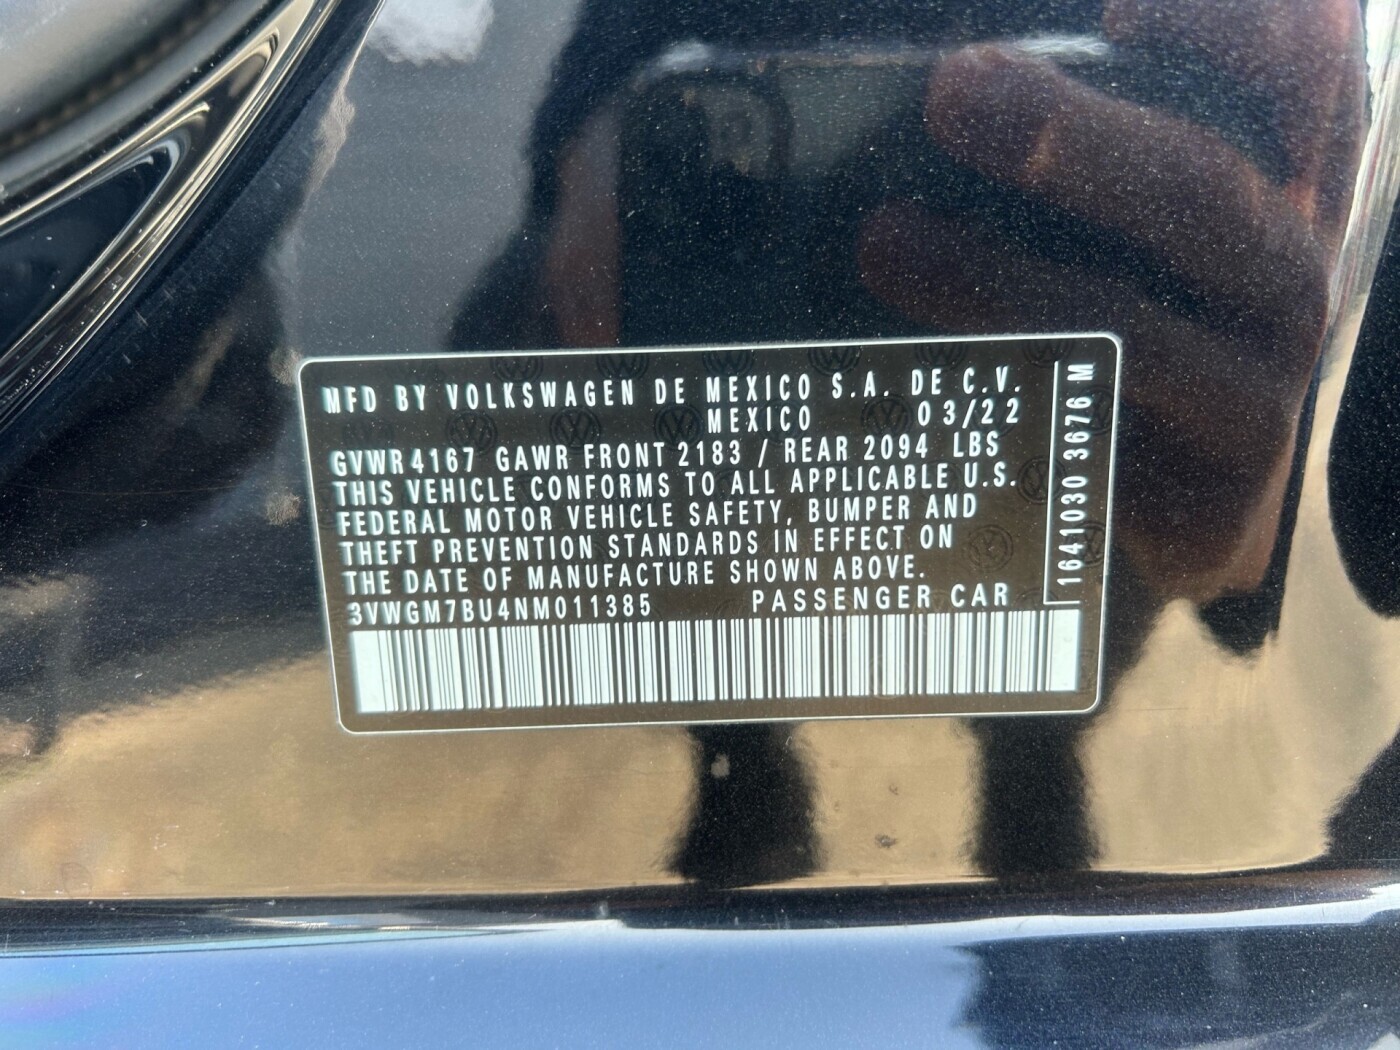 MFD BY VOLKSWAGEN DE MEXICO S.A. DE C.V.
MEXICO 03/22
GVWR 4167 GAWR FRONT 2183 / REAR 2094 LBS
THIS VEHICLE CONFORMS TO ALL APPLICABLE U.S.
FEDERAL MOTOR VEHICLE SAFETY, BUMPER AND
THEFT PREVENTION STANDARDS IN EFFECT ON
THE DATE OF MANUFACTURE SHOWN ABOVE.
3VWGM7BU4NM011385 PASSENGER CAR
1641030 3676 M